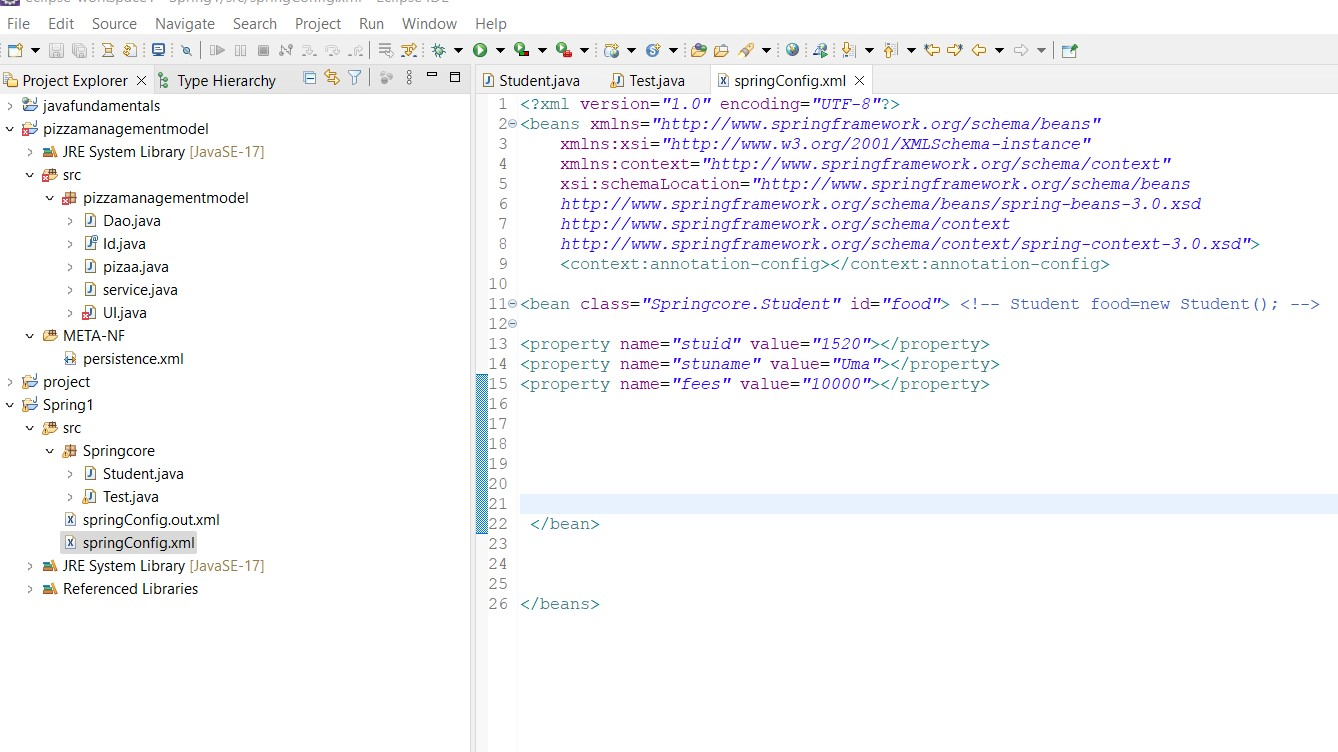 File Edit Source Navigate Search Project Run Window Help
Project Explorer Type Hierarchy
javafundamentals
pizzamanagementmodel
JRE System Library [JavaSE-17]
src
pizzamanagementmodel
Dao.java
Id.java
pizaa.java
service.java
UI.java
META-NF
persistence.xml
project
Spring1
src
Springcore
Student.java
Test.java
springConfig.out.xml
springConfig.xml
JRE System Library [JavaSE-17]
Referenced Libraries
Student.java Test.java springConfig.xml
1 <?xml version="1.0" encoding="UTF-8"?>
2 <beans xmlns="http://www.springframework.org/schema/beans"
3 xmlns:xsi="http://www.w3.org/2001/XMLSchema-instance"
4 xmlns:context="http://www.springframework.org/schema/context"
5 xsi:schemaLocation="http://www.springframework.org/schema/beans
6 http://www.springframework.org/schema/beans/spring-beans-3.0.xsd
7 http://www.springframework.org/schema/context
8 http://www.springframework.org/schema/context/spring-context-3.0.xsd">
9 <context:annotation-config></context:annotation-config>
10
11 <bean class="Springcore.Student" id="food"> <!-- Student food=new Student(); -->
12
13 <property name="stuid" value="1520"></property>
14 <property name="stuname" value="Uma"></property>
15 <property name="fees" value="10000"></property>
16
17
18
19
20
21
22 </bean>
23
24
25
26 </beans>